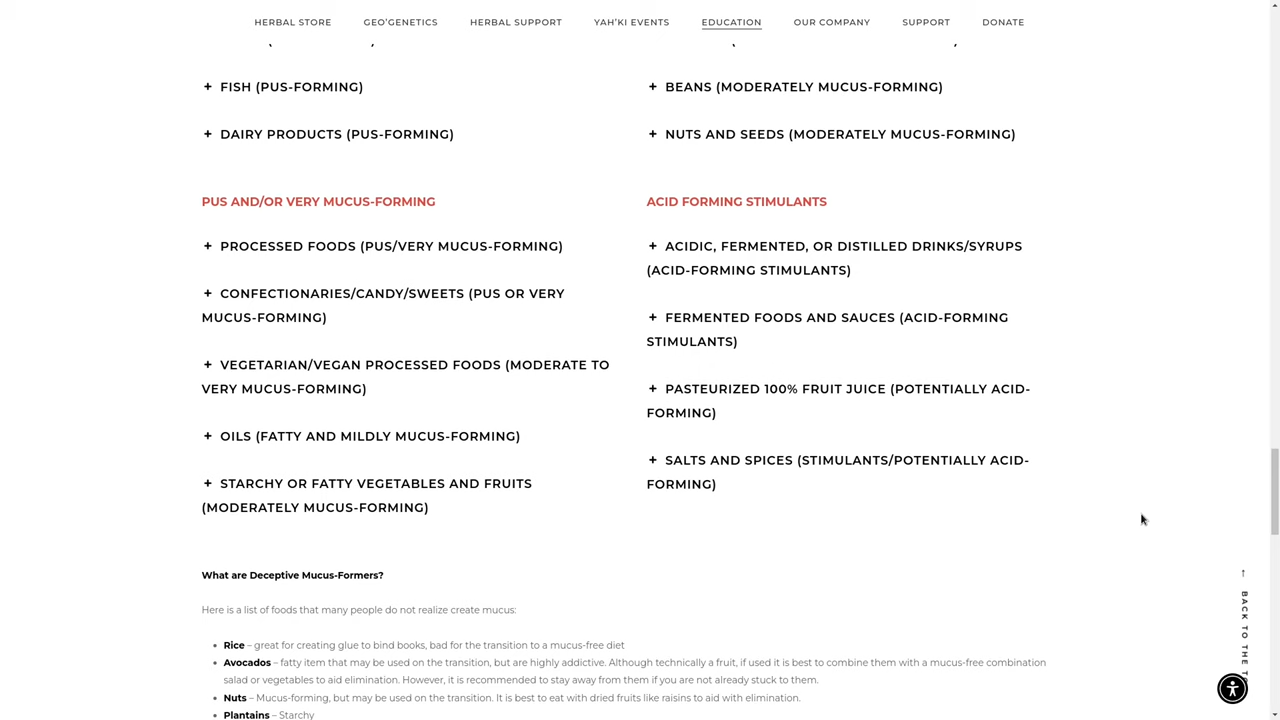 HERBAL STORE GEO'GENETICS HERBAL SUPPORT YAH'KI EVENTS EDUCATION OUR COMPANY SUPPORT DONATE
+ FISH (PUS-FORMING)
+ DAIRY PRODUCTS (PUS-FORMING)
+ BEANS (MODERATELY MUCUS-FORMING)
+ NUTS AND SEEDS (MODERATELY MUCUS-FORMING)
PUS AND/OR VERY MUCUS-FORMING
+ PROCESSED FOODS (PUS/VERY MUCUS-FORMING)
+ CONFECTIONARIES/CANDY/SWEETS (PUS OR VERY
MUCUS-FORMING)
+ VEGETARIAN/VEGAN PROCESSED FOODS (MODERATE TO
VERY MUCUS-FORMING)
+ OILS (FATTY AND MILDLY MUCUS-FORMING)
+ STARCHY OR FATTY VEGETABLES AND FRUITS
(MODERATELY MUCUS-FORMING)
ACID FORMING STIMULANTS
+ ACIDIC, FERMENTED, OR DISTILLED DRINKS/SYRUPS
(ACID-FORMING STIMULANTS)
+ FERMENTED FOODS AND SAUCES (ACID-FORMING
STIMULANTS)
+ PASTEURIZED 100% FRUIT JUICE (POTENTIALLY ACID-
FORMING)
+ SALTS AND SPICES (STIMULANTS/POTENTIALLY ACID-
FORMING)
What are Deceptive Mucus-Formers?
Here is a list of foods that many people do not realize create mucus:
• Rice – great for creating glue to bind books, bad for the transition to a mucus-free diet
• Avocados – fatty item that may be used on the transition, but are highly addictive. Although technically a fruit, if used it is best to combine them with a mucus-free combination
salad or vegetables to aid elimination. However, it is recommended to stay away from them if you are not already stuck to them.
• Nuts – Mucus-forming, but may be used on the transition. It is best to eat with dried fruits like raisins to aid with elimination.
• Plantains – Starchy
← BACK TO THE T